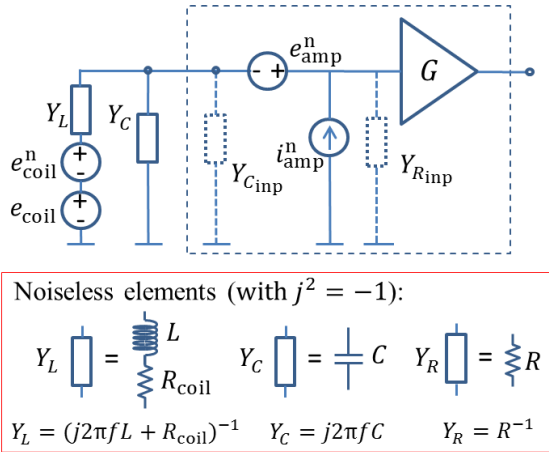 e^n_amp
G
Y_L
Y_C
e^n_coil
Y_C_inp
i^n_amp
Y_R_inp
e_coil
+
-
+
-
- +
Noiseless elements (with j² = −1):
Y_L = L R_coil
Y_C = C
Y_R = R
Y_L = (j2πfL + R_coil)⁻¹ Y_C = j2πfC Y_R = R⁻¹